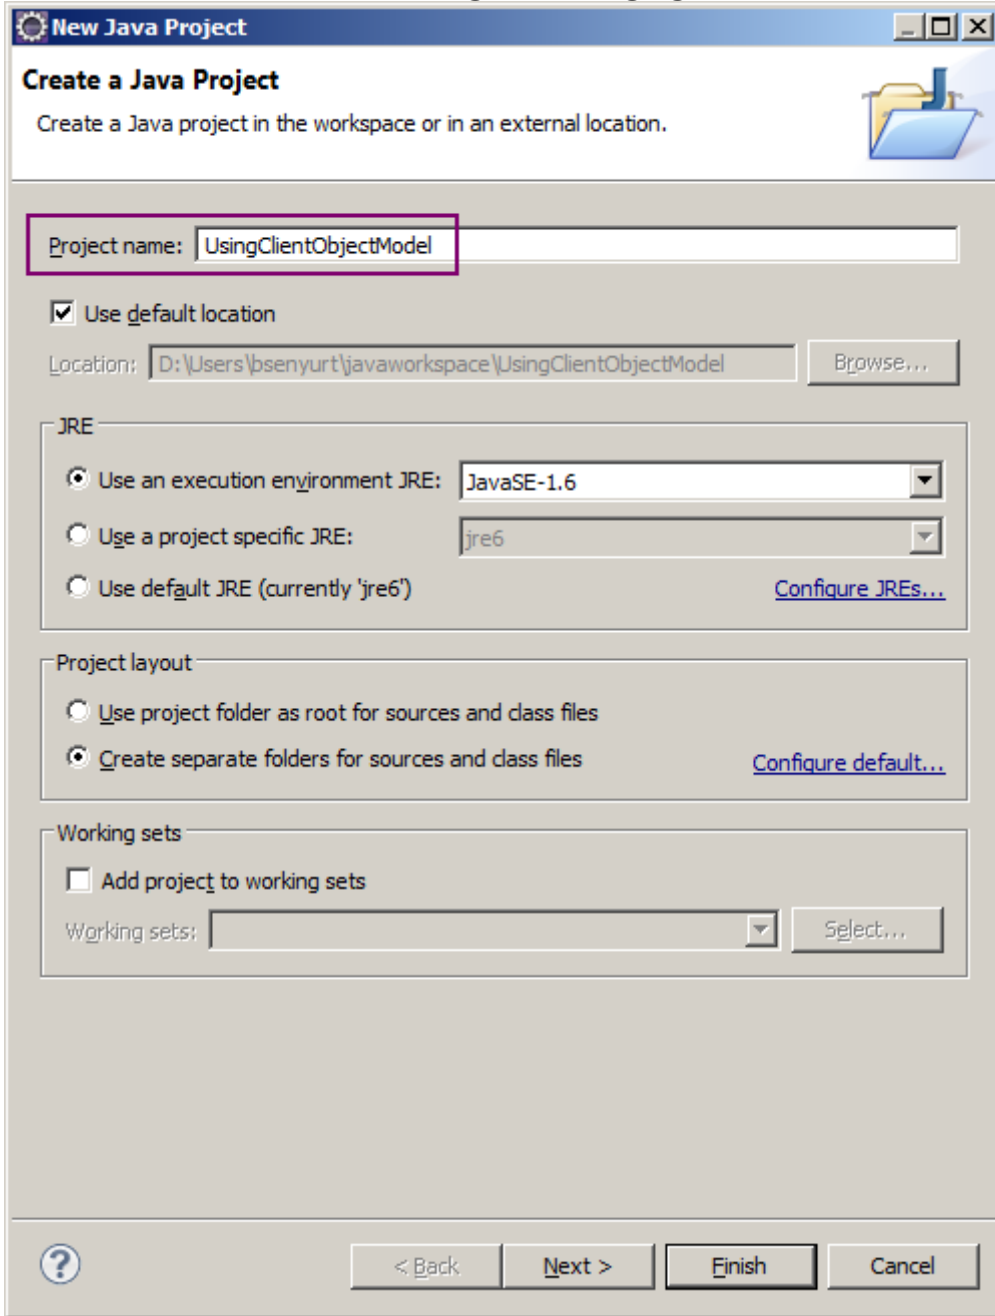 New Java Project
Create a Java Project
Create a Java project in the workspace or in an external location.
Project name: UsingClientObjectModel
Use default location
Location: D:\Users\bsenyurt\javaworkspace\UsingClientObjectModel Browse...
JRE
Use an execution environment JRE: JavaSE-1.6
Use a project specific JRE: jre6
Use default JRE (currently 'jre6') Configure JREs...
Project layout
Use project folder as root for sources and class files
Create separate folders for sources and class files Configure default...
Working sets
Add project to working sets
Working sets: Select...
? < Back Next > Finish Cancel